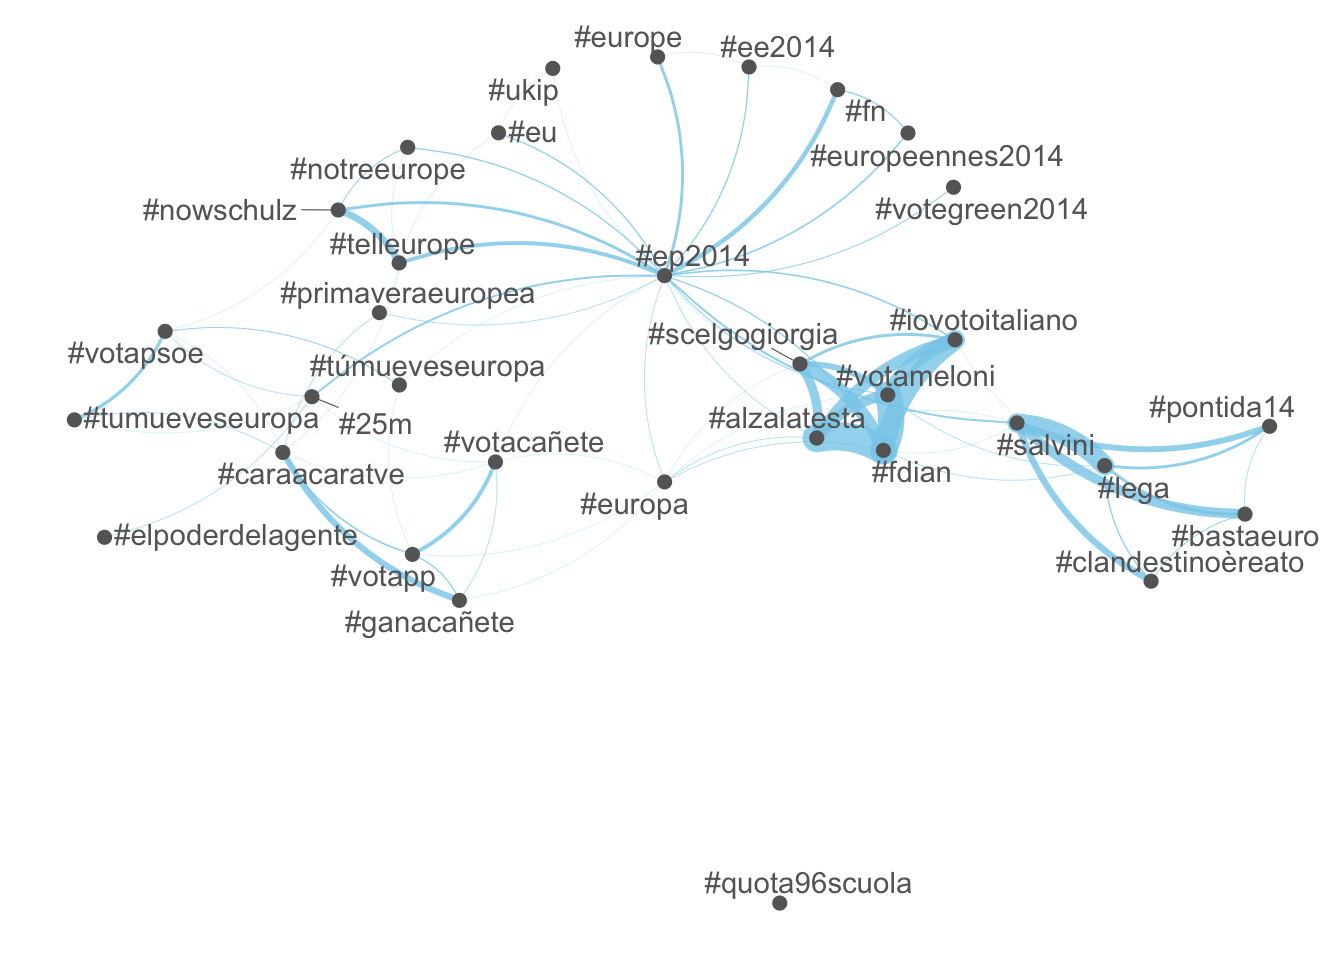 #europe
#ee2014
#ukip
#fn
#eu
#europeennes2014
#notreeurope
#nowschulz
#votegreen2014
#telleurope
#ep2014
#primaveraeuropea
#iovotoitaliano
#scelgogiorgia
#votapsoe
#túmueveseuropa
#votameloni
#pontida14
#tumueveseuropa
#25m
#alzalatesta
#votacañete
#salvini
#caraacaratve
#fdian
#lega
#europa
#elpoderdelagente
#bastaeuro
#clandestinoèreato
#votapp
#ganacañete
#quota96scuola